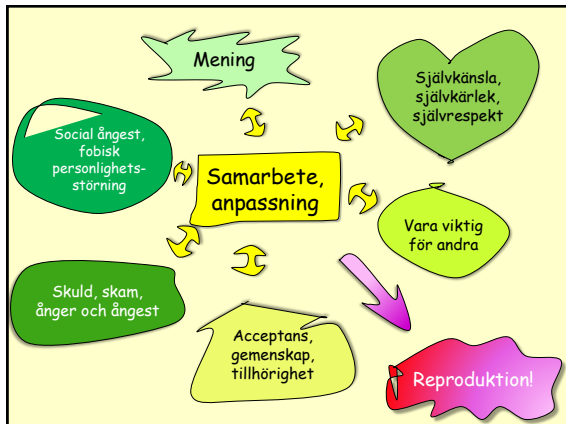 Mening
Självkänsla,
självkärlek,
självrespekt
Social ångest,
fobisk
personlighets-
störning
Samarbete,
anpassning
Vara viktig
för andra
Skuld, skam,
ånger och ångest
Acceptans,
gemenskap,
tillhörighet
Reproduktion!